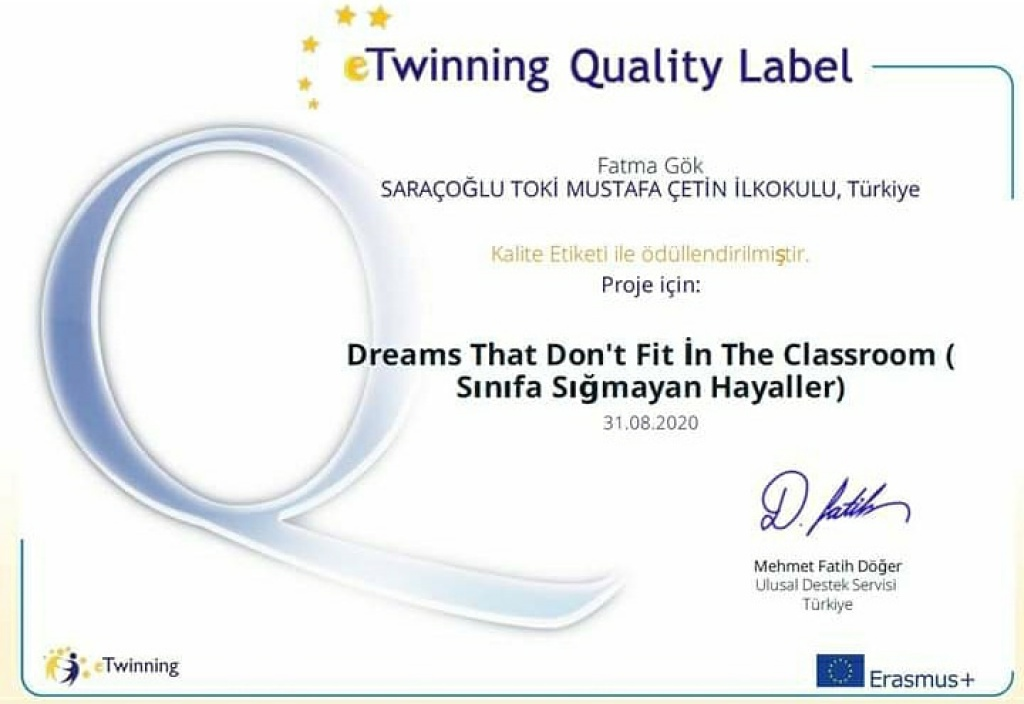 eTwinning Quality Label
Fatma Gök
SARAÇOĞLU TOKİ MUSTAFA ÇETİN İLKOKULU, Türkiye
Kalite Etiketi ile ödüllendirilmiştir.
Proje için:
Dreams That Don't Fit İn The Classroom (
Sınıfa Sığmayan Hayaller)
31.08.2020
D. fatih
Mehmet Fatih Döğer
Ulusal Destek Servisi
Türkiye
eTwinning
Erasmus+